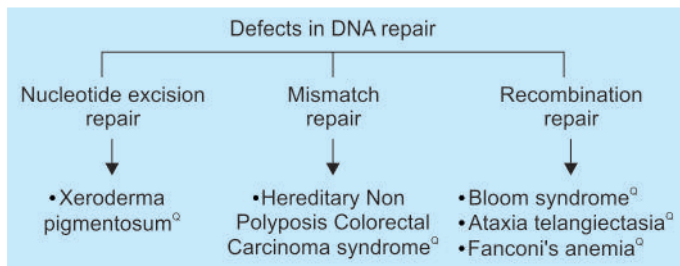 Defects in DNA repair
Nucleotide excision
repair
Mismatch
repair
Recombination
repair
•Xeroderma
pigmentosumQ
•Hereditary Non
Polyposis Colorectal
Carcinoma syndromeQ
•Bloom syndromeQ
•Ataxia telangiectasiaQ
•Fanconi's anemiaQ